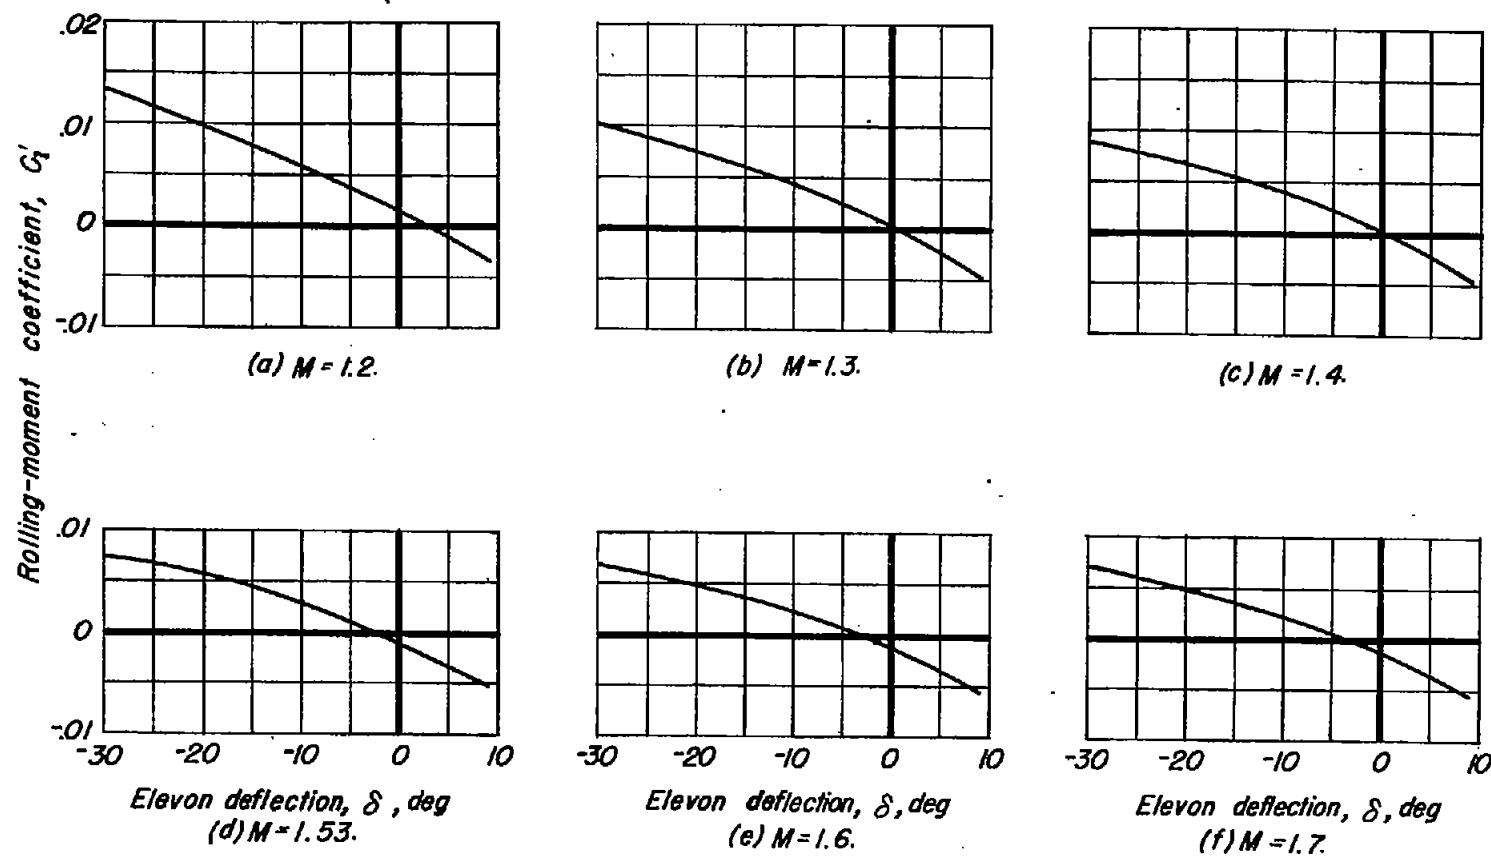 .02
.01
0
-.01
Rolling-moment coefficient, C_l'
(a) M = 1.2.
(b) M = 1.3.
(c) M = 1.4.
.01
0
-.01
-30 -20 -10 0 10
-30 -20 -10 0 10
-30 -20 -10 0 10
Elevon deflection, δ, deg
(d) M = 1.53.
Elevon deflection, δ, deg
(e) M = 1.6.
Elevon deflection, δ, deg
(f) M = 1.7.